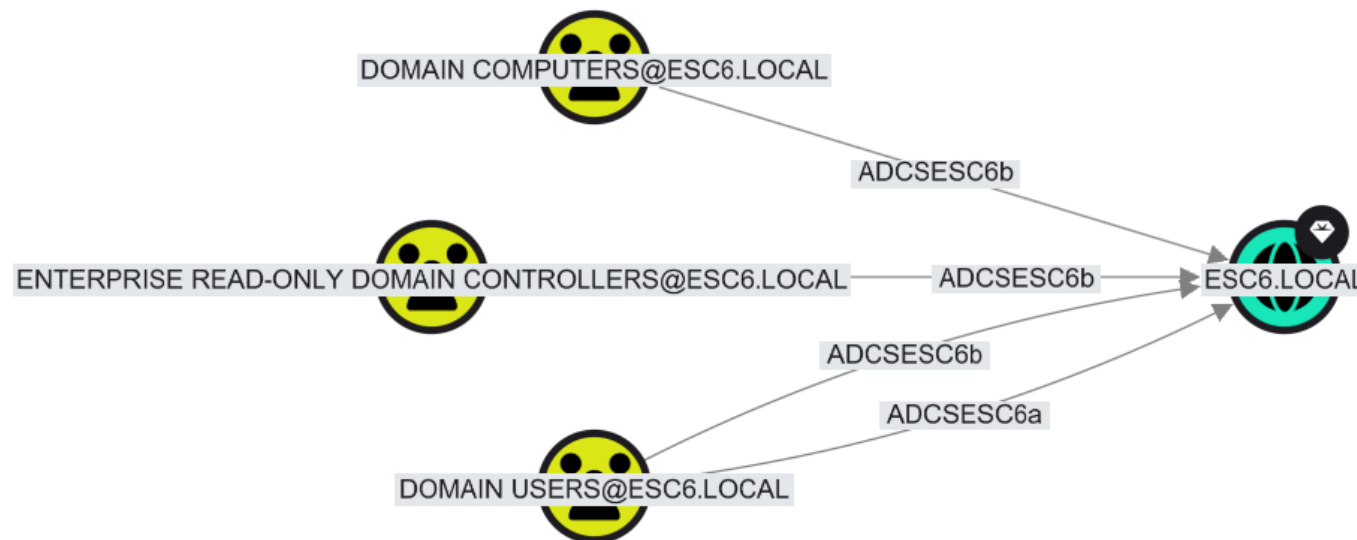 DOMAIN COMPUTERS@ESC6.LOCAL
ADCSESC6b
ENTERPRISE READ-ONLY DOMAIN CONTROLLERS@ESC6.LOCAL
ADCSESC6b
ESC6.LOCAL
ADCSESC6b
ADCSESC6a
DOMAIN USERS@ESC6.LOCAL